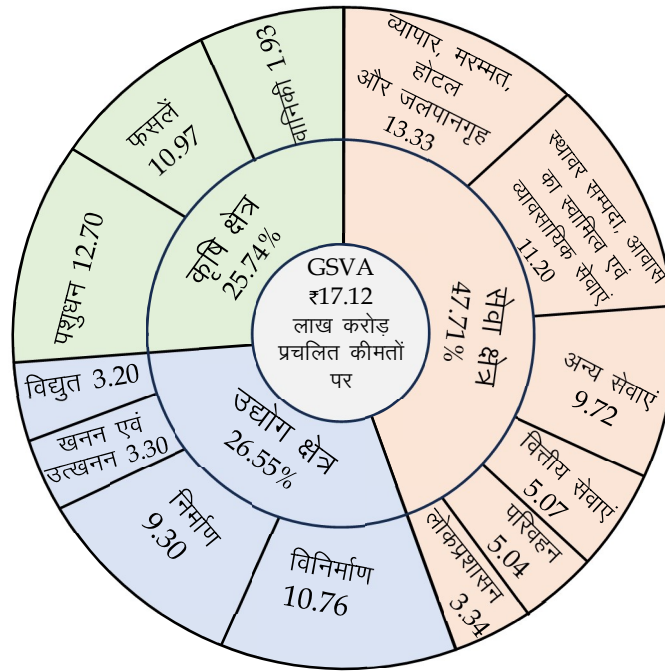 GSVA
₹17.12
लाख करोड़
प्रचलित कीमतों
पर
सेवा क्षेत्र
47.71%
व्यापार, मरम्मत,
होटल
और जलपानगृह
13.33
स्थावर सम्पदा, आवास
का स्वामित्व एवं
व्यावसायिक सेवाएं
11.20
अन्य सेवाएं
9.72
वित्तीय सेवाएं
5.07
परिवहन
5.04
लोकप्रशासन
3.34
उद्योग क्षेत्र
26.55%
विनिर्माण
10.76
निर्माण
9.30
खनन एवं
उत्खनन 3.30
विद्युत 3.20
कृषि क्षेत्र
25.74%
पशुधन 12.70
फसलें
10.97
वानिकी 1.93